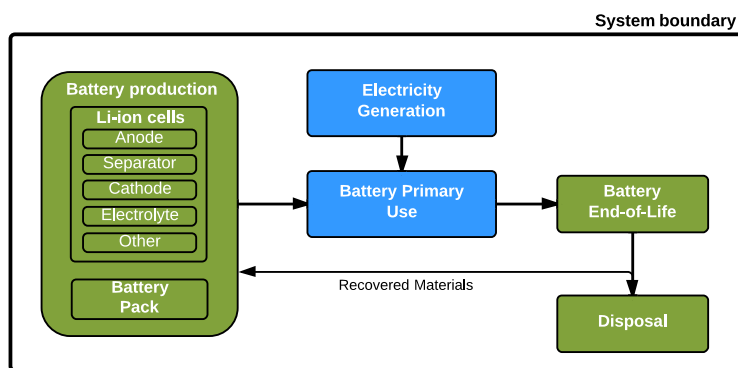 System boundary
Battery production
Li-ion cells
Anode
Separator
Cathode
Electrolyte
Other
Battery
Pack
Electricity
Generation
Battery Primary
Use
Battery
End-of-Life
Recovered Materials
Disposal